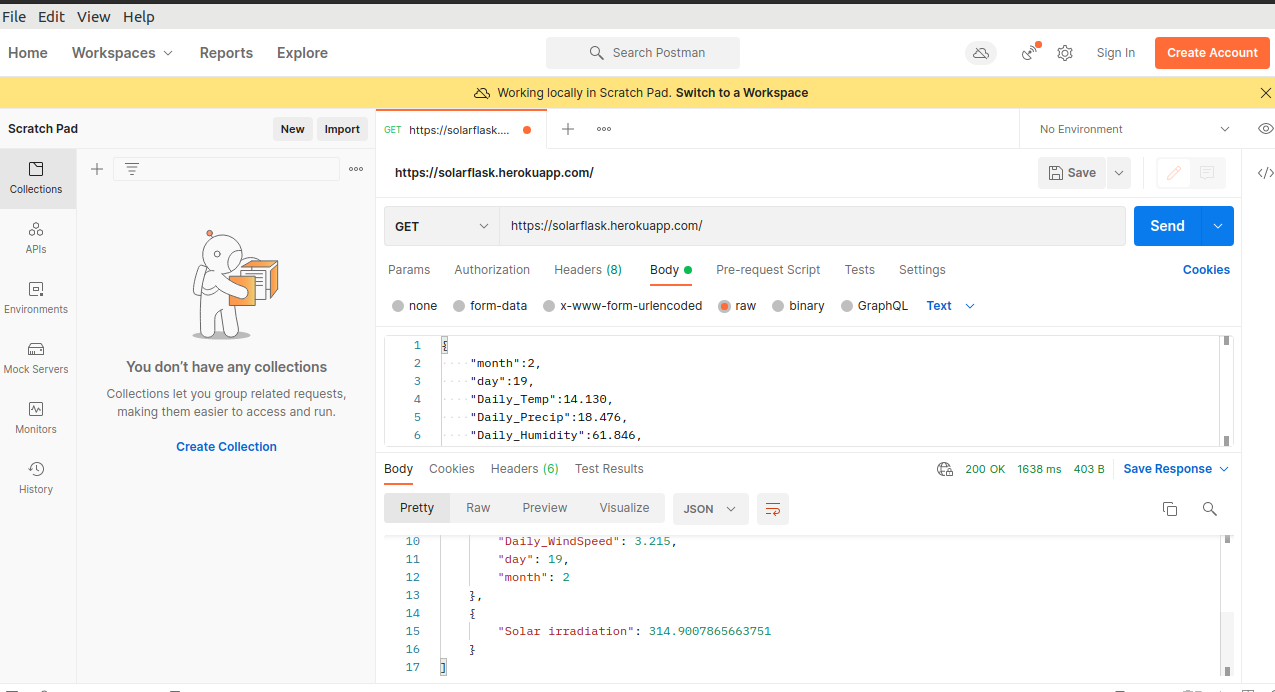 File Edit View Help
Home Workspaces Reports Explore Search Postman Sign In Create Account
Working locally in Scratch Pad. Switch to a Workspace
Scratch Pad New Import GET https://solarflask.... No Environment
Collections
APIs
Environments
Mock Servers
Monitors
History
You don’t have any collections
Collections let you group related requests,
making them easier to access and run.
Create Collection
https://solarflask.herokuapp.com/ Save
GET https://solarflask.herokuapp.com/ Send
Params Authorization Headers (8) Body Pre-request Script Tests Settings Cookies
none form-data x-www-form-urlencoded raw binary GraphQL Text
1 {
2 "month":2,
3 "day":19,
4 "Daily_Temp":14.130,
5 "Daily_Precip":18.476,
6 "Daily_Humidity":61.846,
Body Cookies Headers (6) Test Results 200 OK 1638 ms 403 B Save Response
Pretty Raw Preview Visualize JSON
10 "Daily_WindSpeed": 3.215,
11 "day": 19,
12 "month": 2
13 },
14 {
15 "Solar irradiation": 314.9007865663751
16 }
17 ]